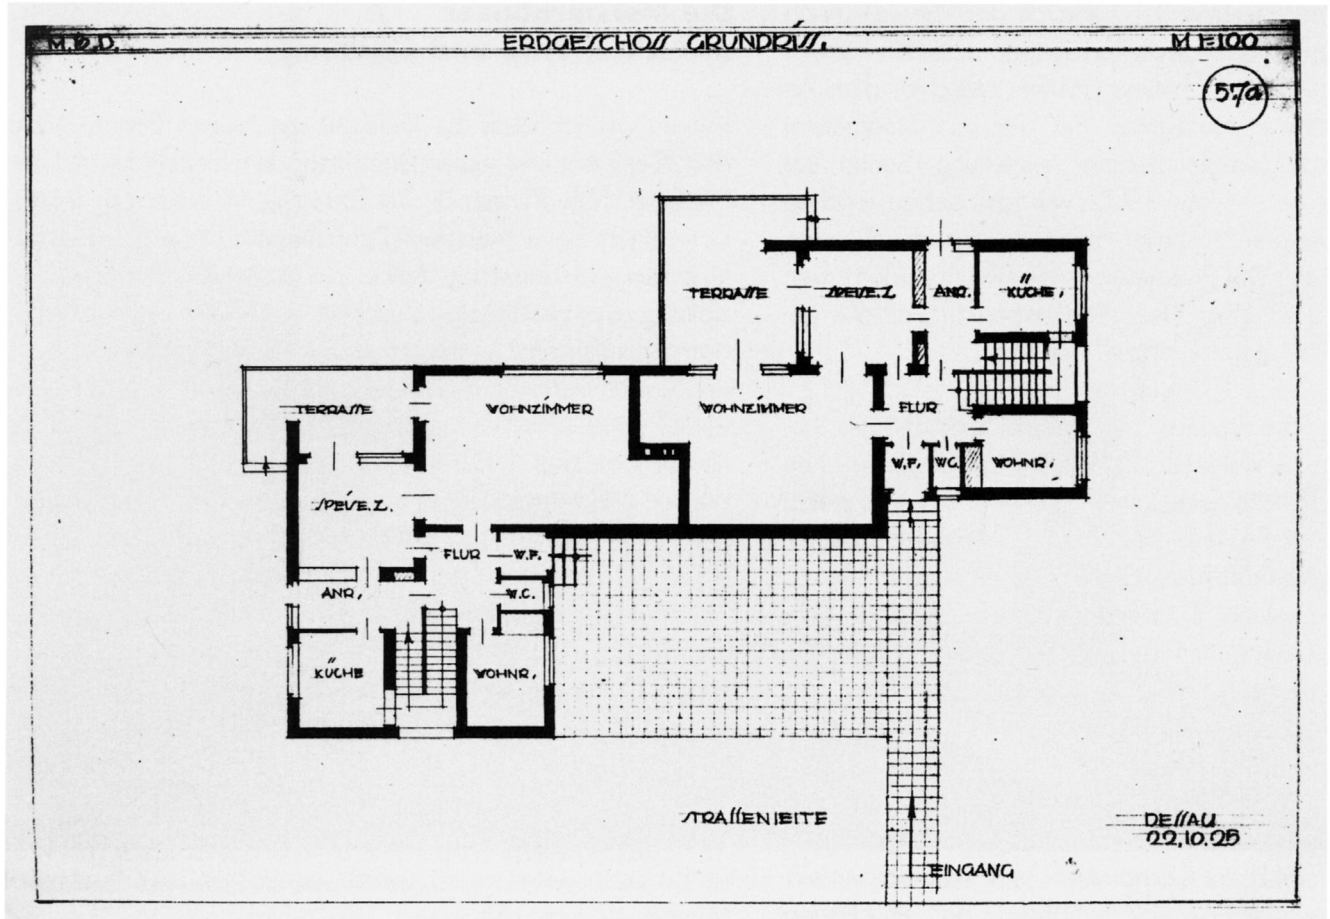 M.D.D.
ERDGESCHOSS GRUNDRISS.
M 1:100
57a
TERRASSE
SPEISE.Z.
ANR.
KÜCHE.
TERRASSE
WOHNZIMMER
WOHNZIMMER
FLUR
W.F.
WC.
WOHNR.
SPEISE.Z.
FLUR
W.F.
ANR.
W.C.
KÜCHE
WOHNR.
STRASSENSEITE
DESSAU
22.10.25
EINGANG